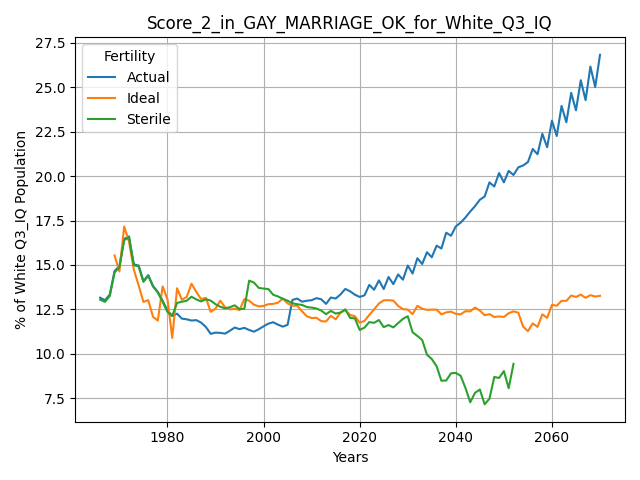 Score_2_in_GAY_MARRIAGE_OK_for_White_Q3_IQ
% of White Q3_IQ Population
27.5
25.0
22.5
20.0
17.5
15.0
12.5
10.0
7.5
Fertility
Actual
Ideal
Sterile
1980
2000
2020
2040
2060
Years